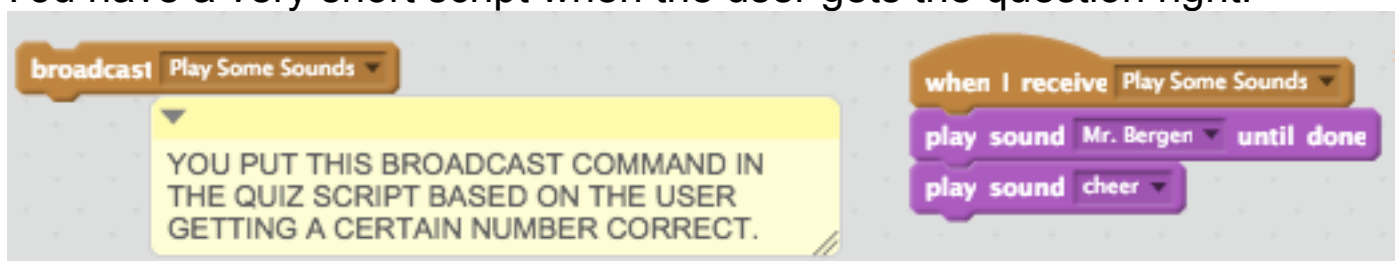 You have a very short script when the user gets the question right.
broadcast Play Some Sounds
YOU PUT THIS BROADCAST COMMAND IN
THE QUIZ SCRIPT BASED ON THE USER
GETTING A CERTAIN NUMBER CORRECT.
when I receive Play Some Sounds
play sound Mr. Bergen until done
play sound cheer